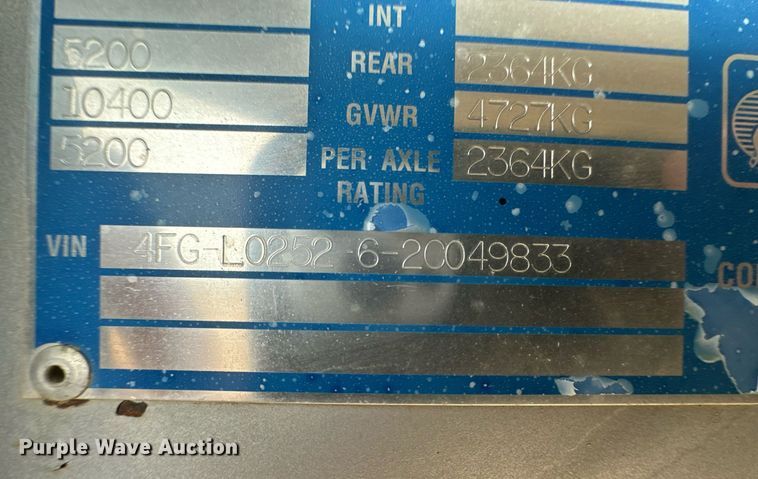 INT
5200 REAR 2364KG
10400 GVWR 4727KG
5200 PER AXLE RATING 2364KG
VIN 4FG-L0252-6-2C049833
Purple Wave Auction